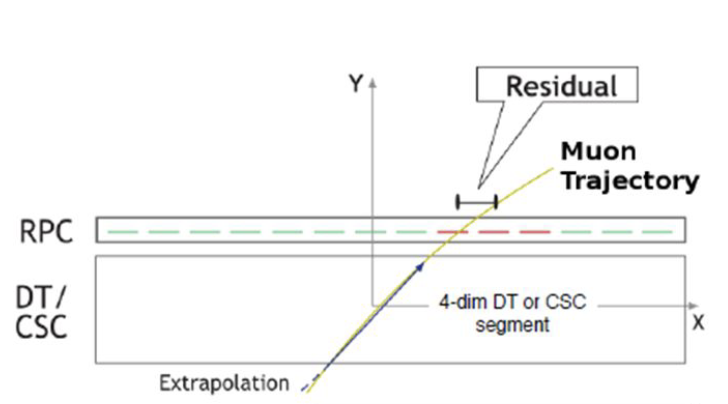 Y
Residual
Muon
Trajectory
RPC
DT/
CSC
4-dim DT or CSC
segment
X
Extrapolation